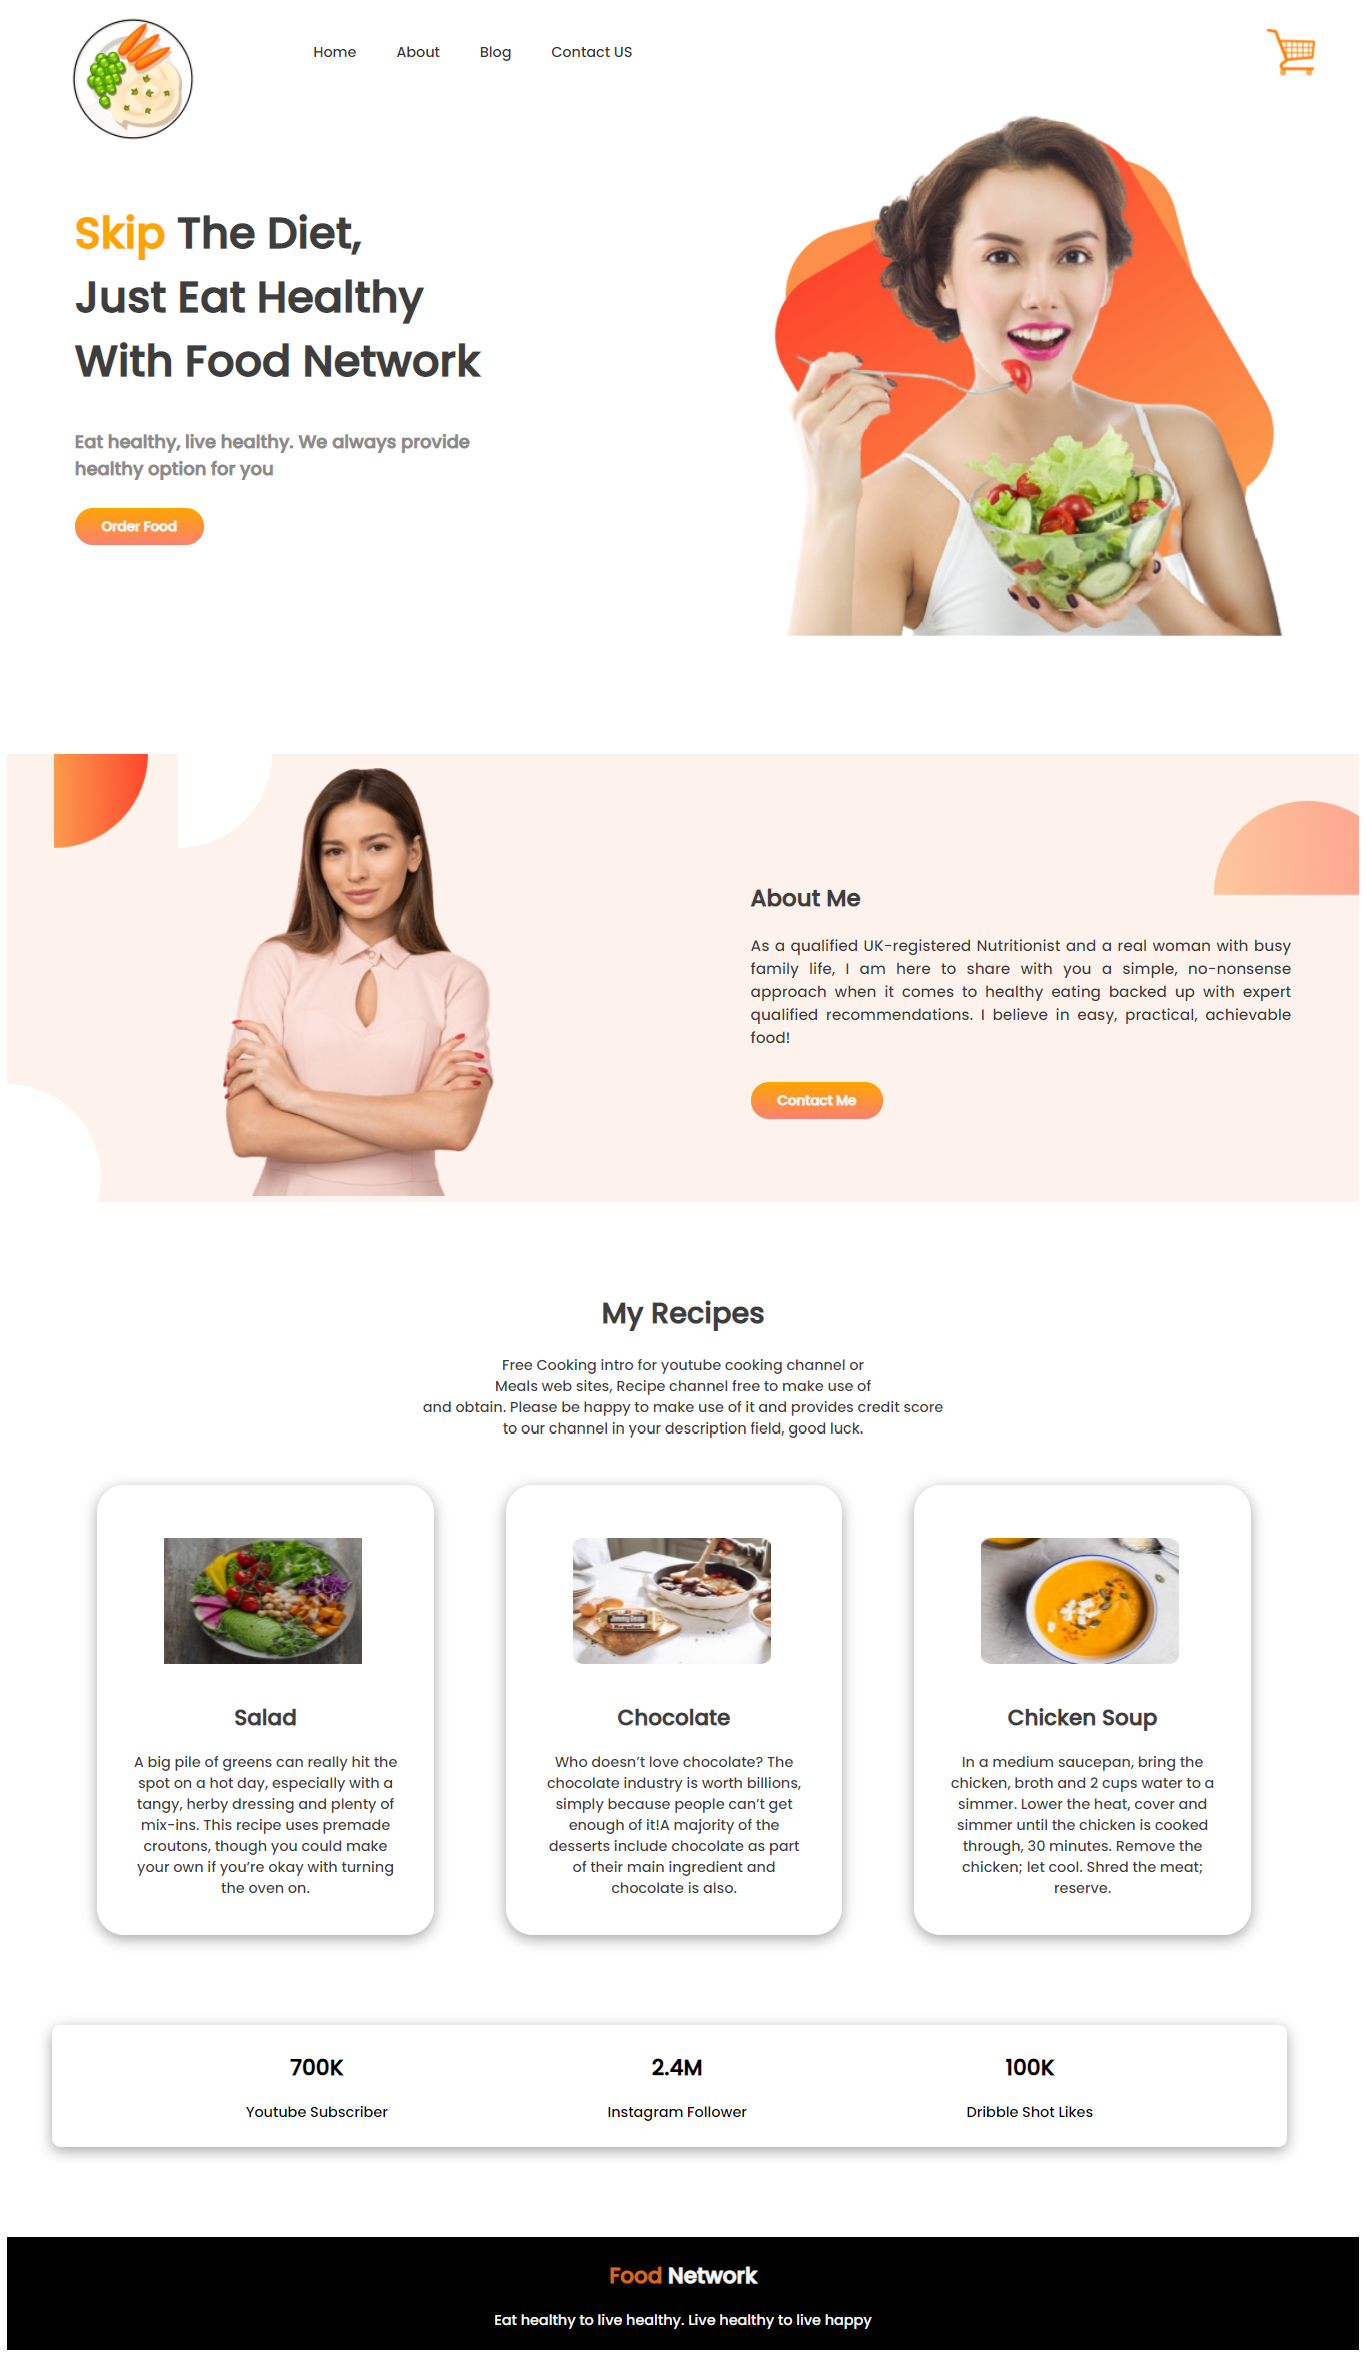 Home About Blog Contact US
Skip The Diet,
Just Eat Healthy
With Food Network
Eat healthy, live healthy. We always provide
healthy option for you
Order Food
About Me
As a qualified UK-registered Nutritionist and a real woman with busy
family life, I am here to share with you a simple, no-nonsense
approach when it comes to healthy eating backed up with expert
qualified recommendations. I believe in easy, practical, achievable
food!
Contact Me
My Recipes
Free Cooking intro for youtube cooking channel or
Meals web sites, Recipe channel free to make use of
and obtain. Please be happy to make use of it and provides credit score
to our channel in your description field, good luck.
Jimmy Dean
Regular
Salad
A big pile of greens can really hit the
spot on a hot day, especially with a
tangy, herby dressing and plenty of
mix-ins. This recipe uses premade
croutons, though you could make
your own if you’re okay with turning
the oven on.
Chocolate
Who doesn’t love chocolate? The
chocolate industry is worth billions,
simply because people can’t get
enough of it!A majority of the
desserts include chocolate as part
of their main ingredient and
chocolate is also.
Chicken Soup
In a medium saucepan, bring the
chicken, broth and 2 cups water to a
simmer. Lower the heat, cover and
simmer until the chicken is cooked
through, 30 minutes. Remove the
chicken; let cool. Shred the meat;
reserve.
700K
Youtube Subscriber
2.4M
Instagram Follower
100K
Dribble Shot Likes
Food Network
Eat healthy to live healthy. Live healthy to live happy